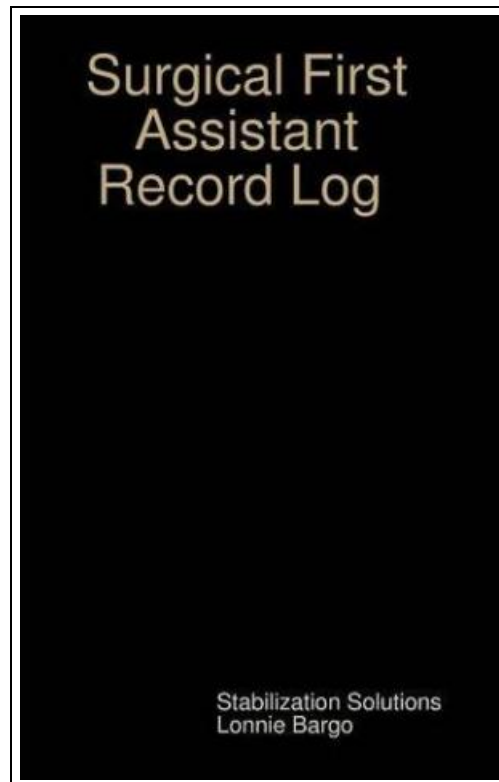 Surgical First
Assistant
Record Log
Stabilization Solutions
Lonnie Bargo